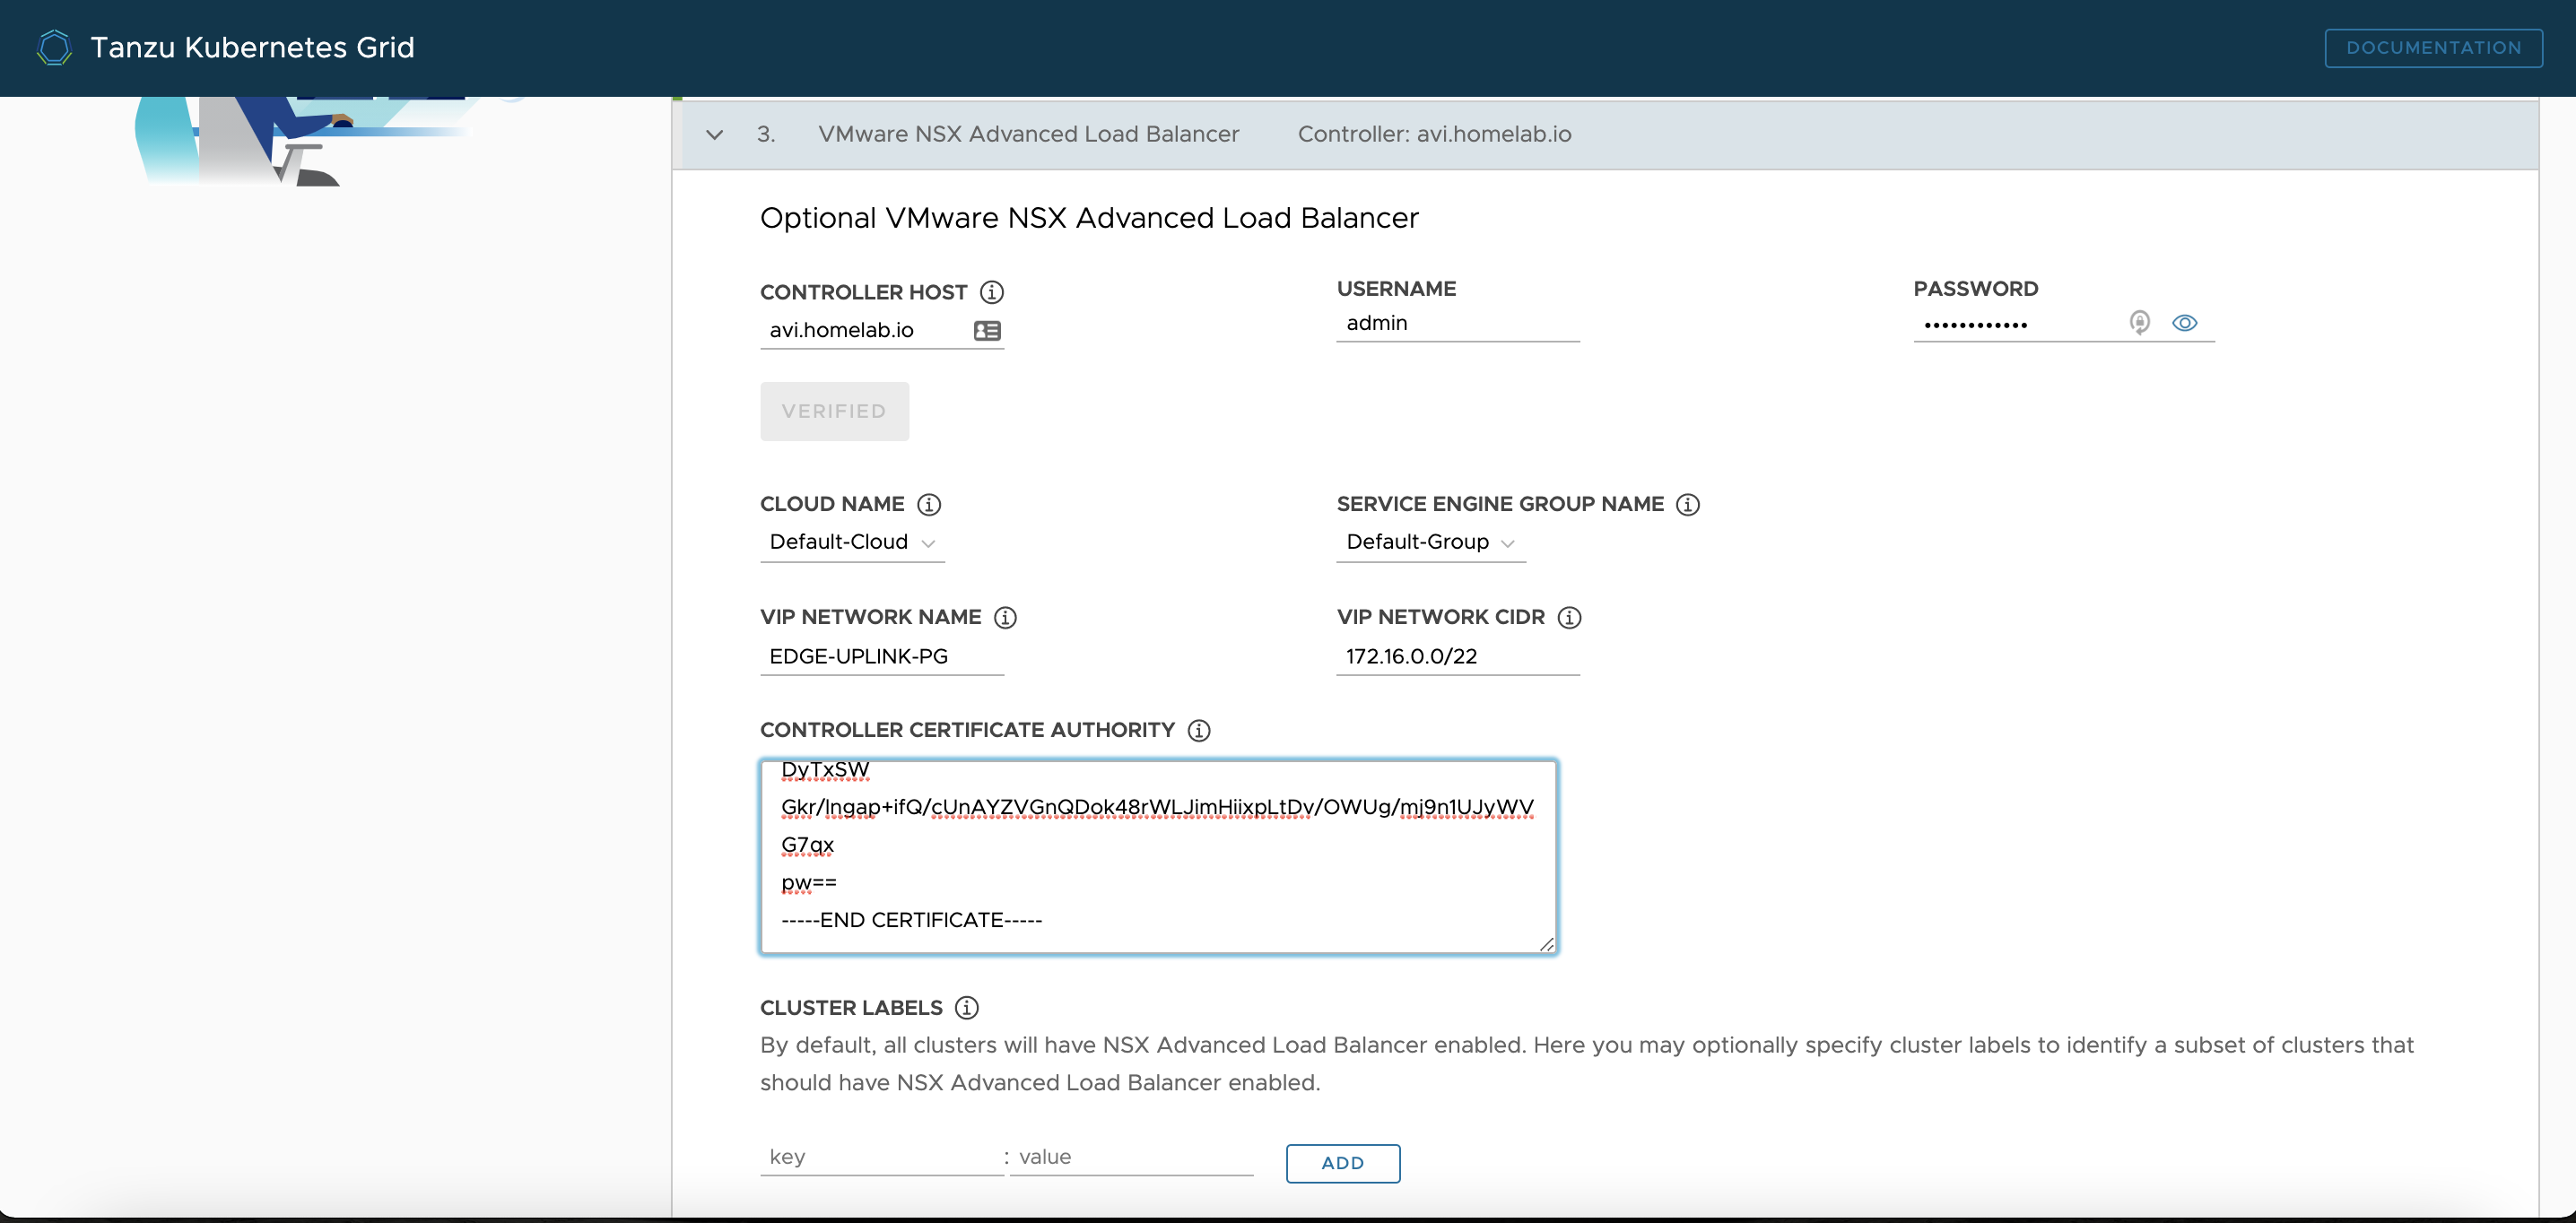 Tanzu Kubernetes Grid
DOCUMENTATION
3. VMware NSX Advanced Load Balancer Controller: avi.homelab.io
Optional VMware NSX Advanced Load Balancer
CONTROLLER HOST
USERNAME
PASSWORD
avi.homelab.io
admin
••••••••••••
VERIFIED
CLOUD NAME
SERVICE ENGINE GROUP NAME
Default-Cloud
Default-Group
VIP NETWORK NAME
VIP NETWORK CIDR
EDGE-UPLINK-PG
172.16.0.0/22
CONTROLLER CERTIFICATE AUTHORITY
DyTxSW
Gkr/Ingap+ifQ/cUnAYZVGnQDok48rWLJimHiixpLtDv/OWUg/mj9n1UJyWV
G7qx
pw==
-----END CERTIFICATE-----
CLUSTER LABELS
By default, all clusters will have NSX Advanced Load Balancer enabled. Here you may optionally specify cluster labels to identify a subset of clusters that
should have NSX Advanced Load Balancer enabled.
key : value
ADD